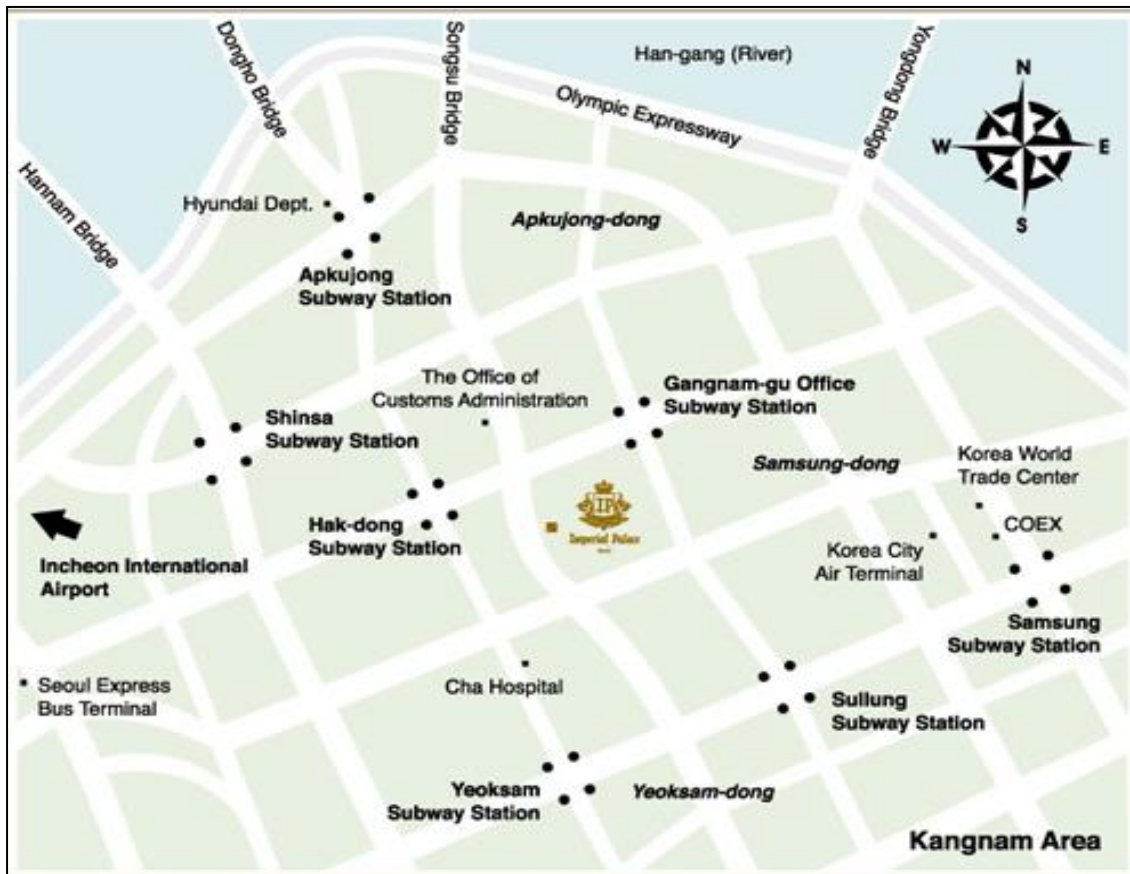 Han-gang (River)
Dongho Bridge
Songsu Bridge
Yongdong Bridge
Olympic Expressway
N
W
E
S
Hannam Bridge
Hyundai Dept.
Apkujong-dong
Apkujong
Subway Station
The Office of
Customs Administration
Gangnam-gu Office
Subway Station
Shinsa
Subway Station
Samsung-dong
Korea World
Trade Center
IP
Imperial Palace
Hak-dong
Subway Station
COEX
Korea City
Air Terminal
Incheon International
Airport
Samsung
Subway Station
Seoul Express
Bus Terminal
Cha Hospital
Sullung
Subway Station
Yeoksam
Subway Station
Yeoksam-dong
Kangnam Area